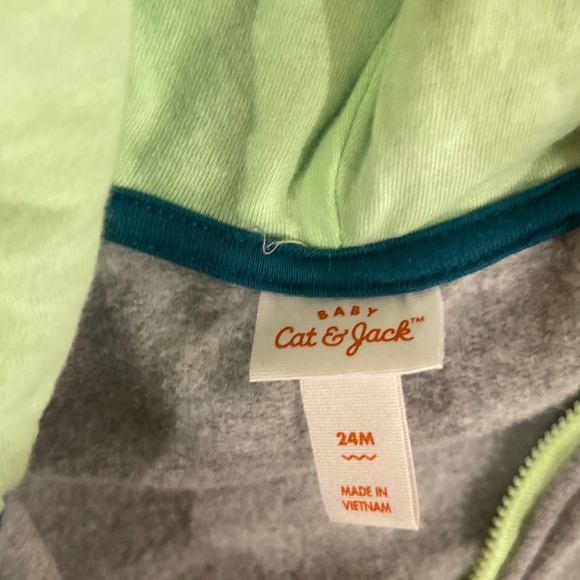 BABY
Cat & Jack™
24M
MADE IN
VIETNAM